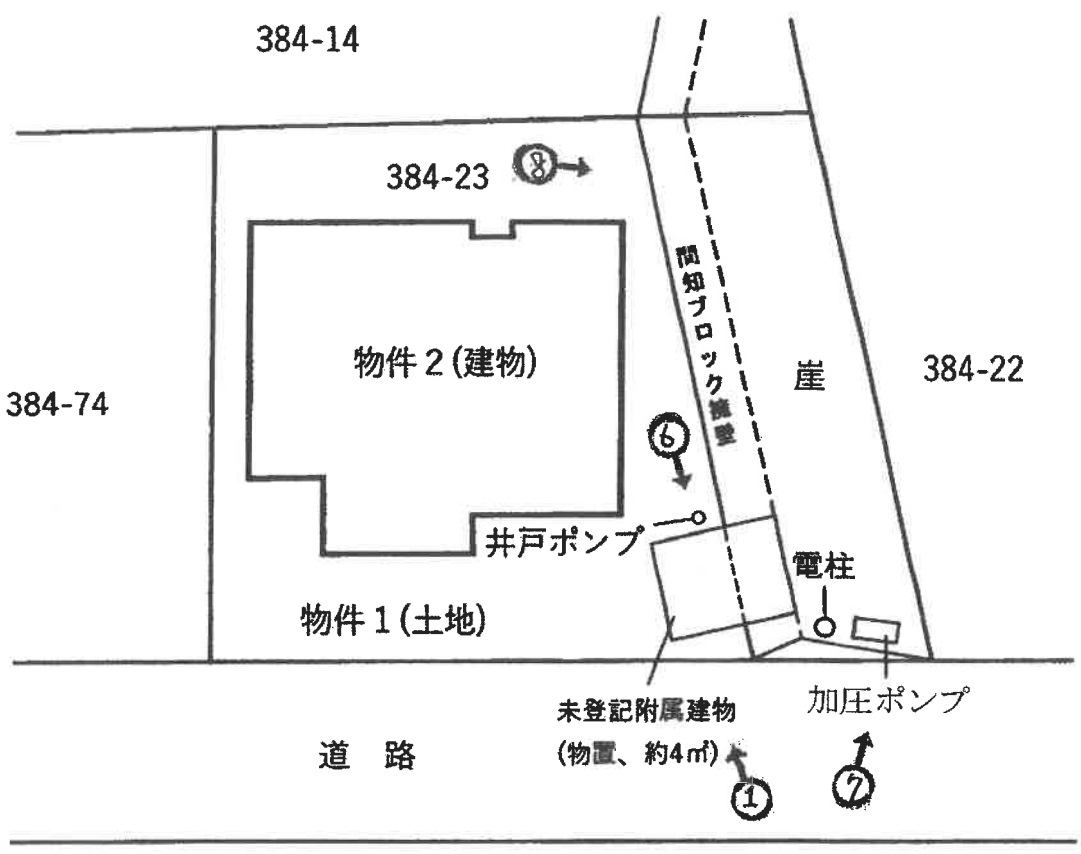 384-14
384-23
⑧
間知ブロック擁壁
物件2(建物)
崖
384-22
384-74
⑥
井戸ポンプ
電柱
物件1(土地)
未登記附属建物
(物置、約4㎡)
加圧ポンプ
道 路
①
⑦